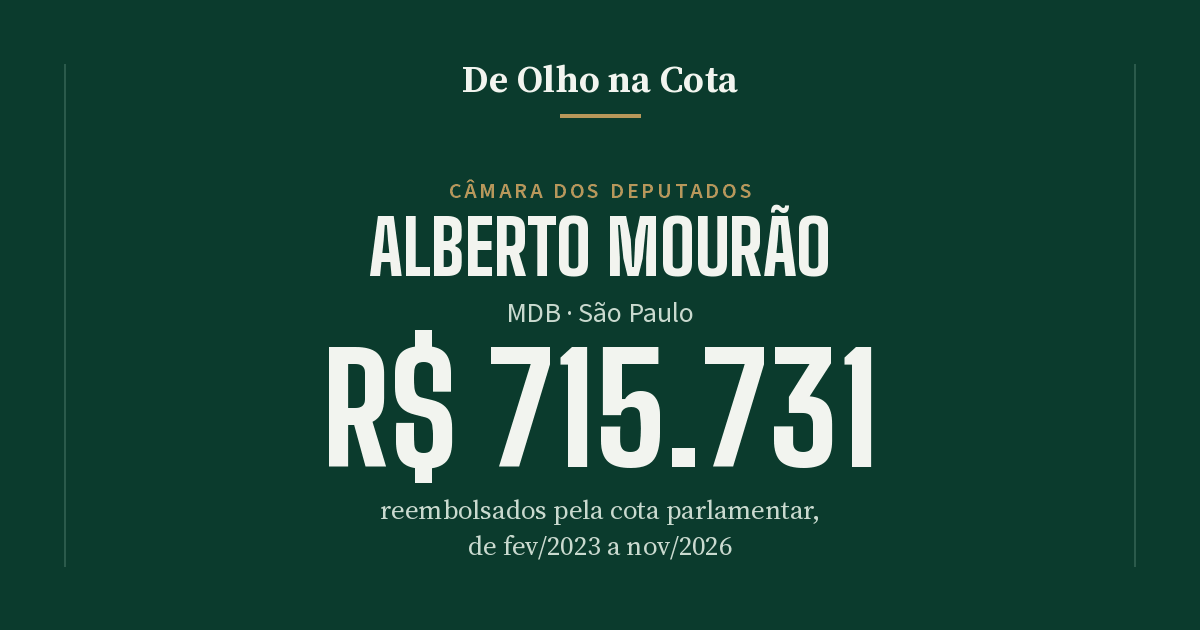 De Olho na Cota
CÂMARA DOS DEPUTADOS
ALBERTO MOURÃO
MDB · São Paulo
R$ 715.731
reembolsados pela cota parlamentar,
de fev/2023 a nov/2026